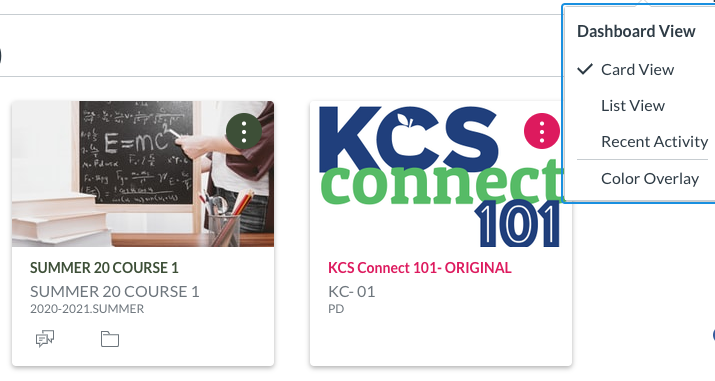 Dashboard View
Card View
List View
Recent Activity
Color Overlay
E=mc²
KCS
connect
101
SUMMER 20 COURSE 1
SUMMER 20 COURSE 1
2020-2021.SUMMER
KCS Connect 101- ORIGINAL
KC- 01
PD